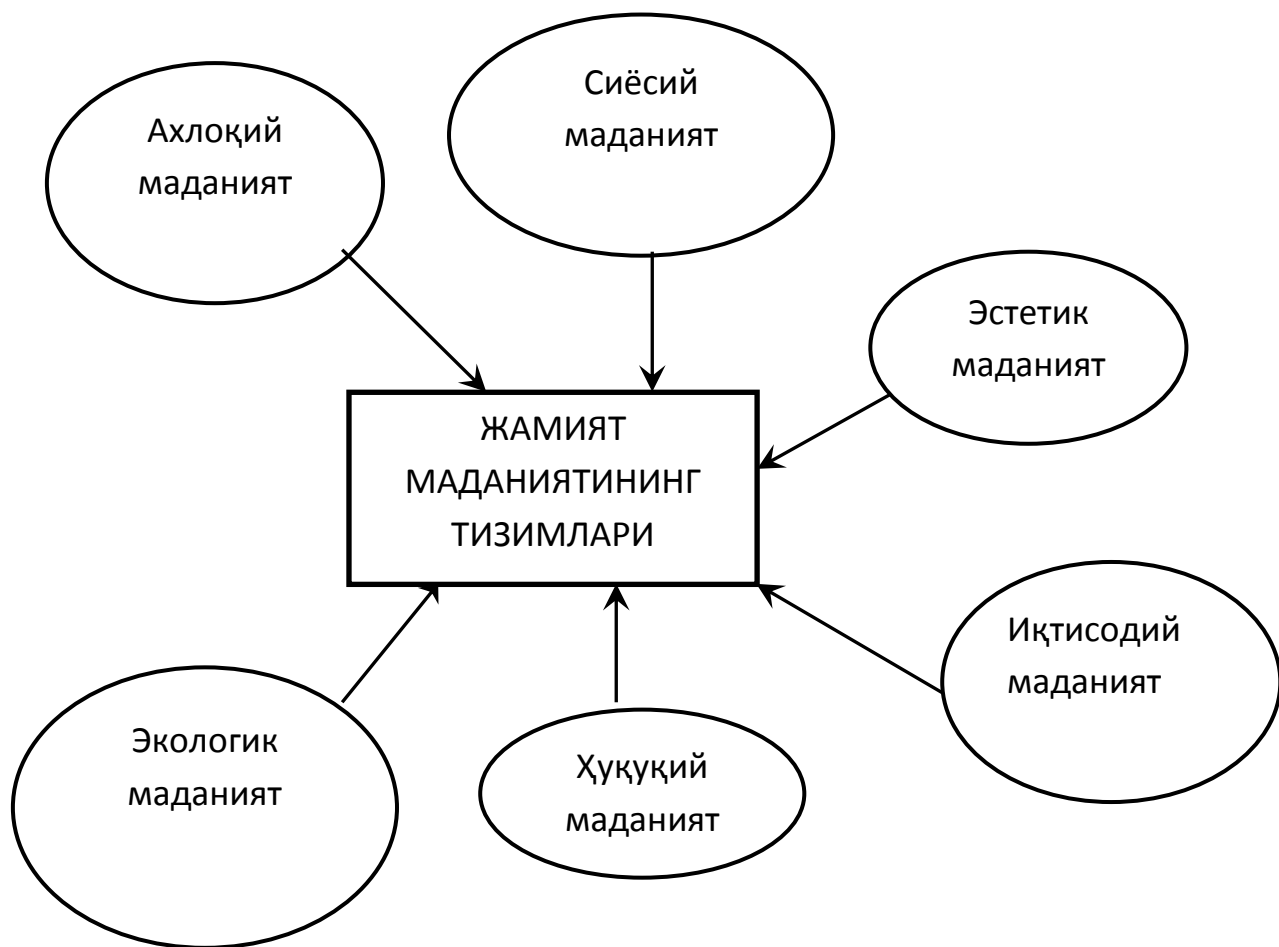 Сиёсий
маданият
Ахлоқий
маданият
Эстетик
маданият
ЖАМИЯТ
МАДАНИЯТИНИНГ
ТИЗИМЛАРИ
Иқтисодий
маданият
Экологик
маданият
Ҳуқуқий
маданият